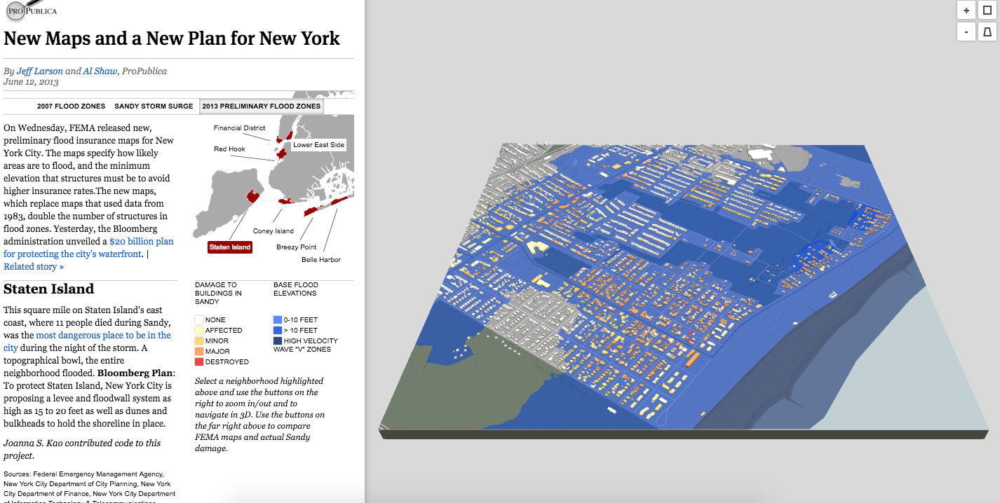 PROPUBLICA
New Maps and a New Plan for New York
By Jeff Larson and Al Shaw, ProPublica
June 12, 2013
2007 FLOOD ZONES
SANDY STORM SURGE
2013 PRELIMINARY FLOOD ZONES
On Wednesday, FEMA released new,
preliminary flood insurance maps for New
York City. The maps specify how likely
areas are to flood, and the minimum
elevation that structures must be to avoid
higher insurance rates.The new maps,
which replace maps that used data from
1983, double the number of structures in
flood zones. Yesterday, the Bloomberg
administration unveiled a $20 billion plan
for protecting the city's waterfront. |
Related story »
Financial District
Lower East Side
Red Hook
Coney Island
Staten Island
Breezy Point
Belle Harbor
Staten Island
This square mile on Staten Island's east
coast, where 11 people died during Sandy,
was the most dangerous place to be in the
city during the night of the storm. A
topographical bowl, the entire
neighborhood flooded. Bloomberg Plan:
To protect Staten Island, New York City is
proposing a levee and floodwall system as
high as 15 to 20 feet as well as dunes and
bulkheads to hold the shoreline in place.
Joanna S. Kao contributed code to this
project.
Sources: Federal Emergency Management Agency,
New York City Department of City Planning, New York
City Department of Finance, New York City Department
of Information Technology & Telecommunications
DAMAGE TO
BUILDINGS IN
SANDY
NONE
AFFECTED
MINOR
MAJOR
DESTROYED
BASE FLOOD
ELEVATIONS
0-10 FEET
> 10 FEET
HIGH VELOCITY
WAVE "V" ZONES
Select a neighborhood highlighted
above and use the buttons on the
right to zoom in/out and to
navigate in 3D. Use the buttons on
the far right above to compare
FEMA maps and actual Sandy
damage.
+
-